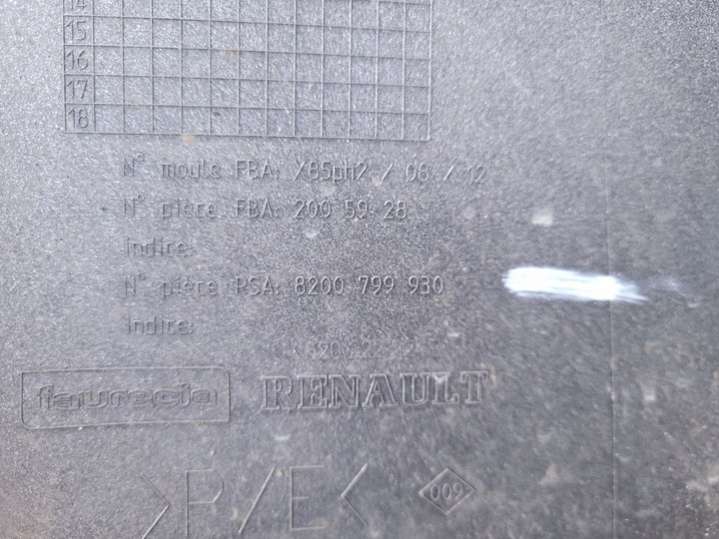 14
15
16
17
18
N° moule FBA: X85ph2 / 08 / 12
N° pièce FBA: 200 59 28
indice:
N° pièce RSA: 8200 799 930
indice:
faurecia RENAULT
>P/E<
009